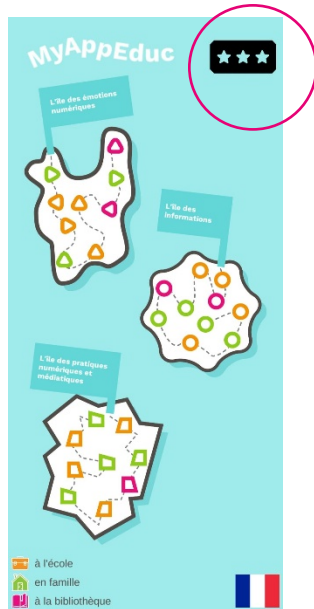 MyAppEduc
L'île des émotions
numériques
L'île des
informations
L'île des pratiques
numériques et
médiatiques
à l'école
en famille
à la bibliothèque